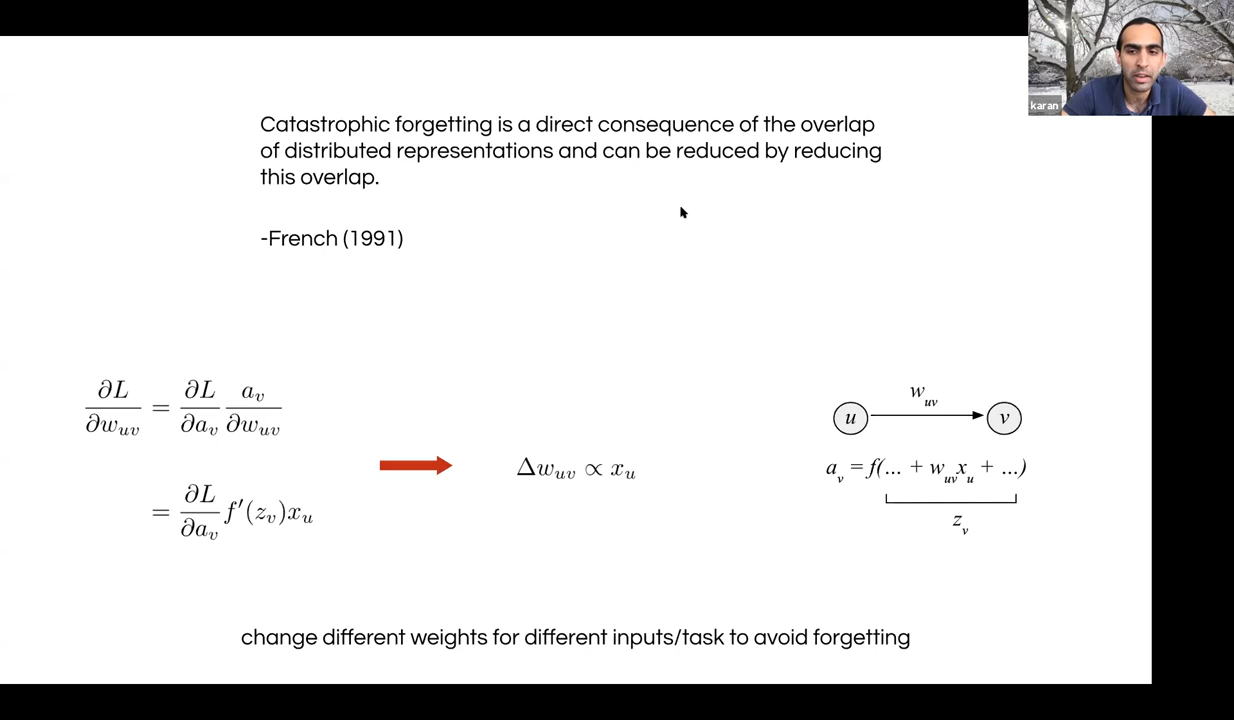 karan
Catastrophic forgetting is a direct consequence of the overlap
of distributed representations and can be reduced by reducing
this overlap.
-French (1991)
∂L/∂w_uv = ∂L/∂a_v a_v/∂w_uv
= ∂L/∂a_v f′(z_v)x_u
Δw_uv ∝ x_u
w_uv
u v
a_v = f(... + w_uv x_u + ...)
z_v
change different weights for different inputs/task to avoid forgetting